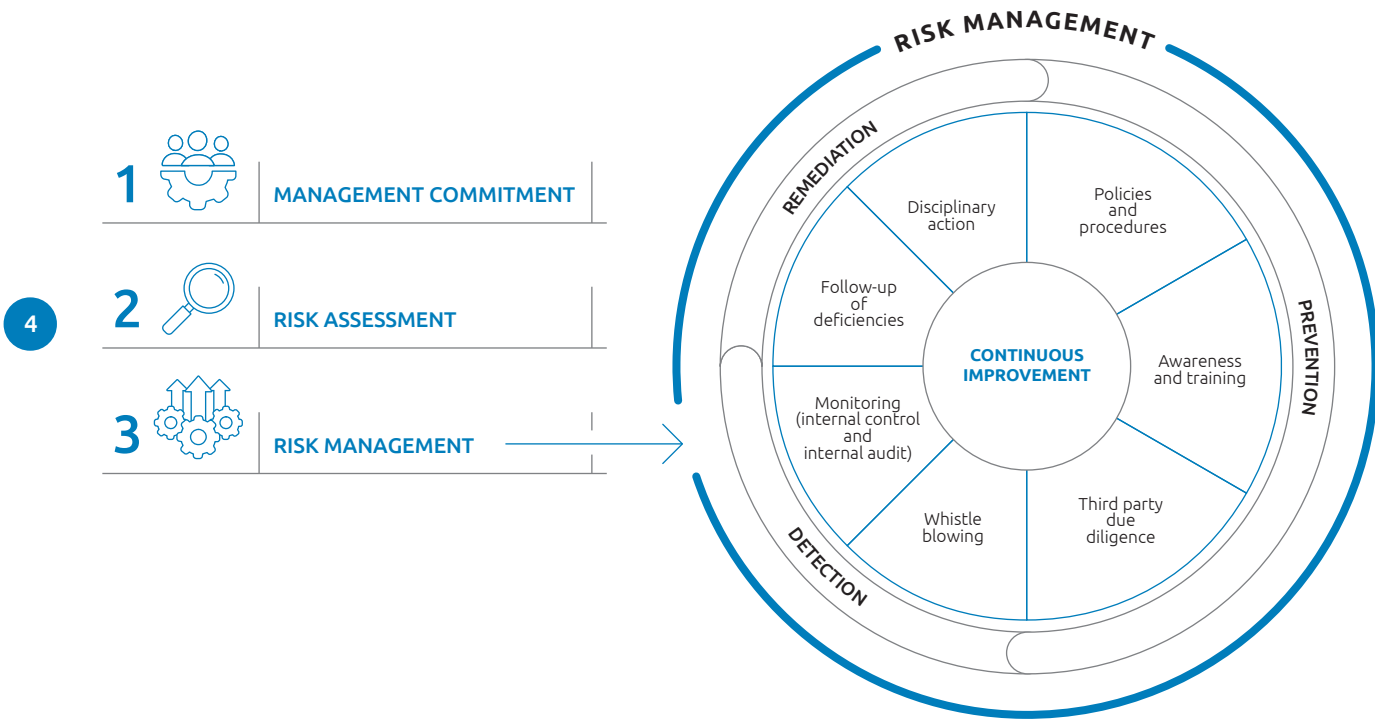 4
1
MANAGEMENT COMMITMENT
2
RISK ASSESSMENT
3
RISK MANAGEMENT
RISK MANAGEMENT
REMEDIATION
PREVENTION
DETECTION
Disciplinary
action
Policies
and
procedures
Follow-up
of
deficiencies
CONTINUOUS
IMPROVEMENT
Awareness
and training
Monitoring
(internal control
and
internal audit)
Whistle
blowing
Third party
due
diligence